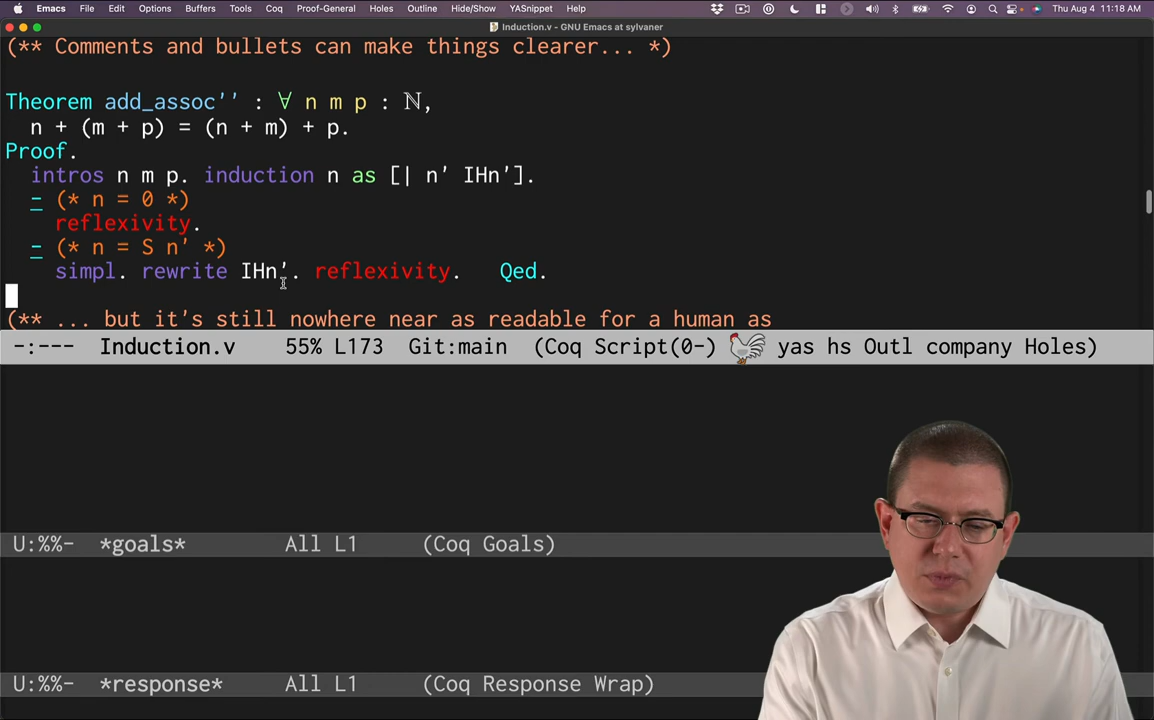 Emacs File Edit Options Buffers Tools Coq Proof-General Holes Outline Hide/Show YASnippet Help Thu Aug 4 11:18 AM
Induction.v - GNU Emacs at sylvaner
(** Comments and bullets can make things clearer... *)
Theorem add_assoc'' : ∀ n m p : ℕ,
n + (m + p) = (n + m) + p.
Proof.
intros n m p. induction n as [| n' IHn'].
- (* n = 0 *)
reflexivity.
- (* n = S n' *)
simpl. rewrite IHn'. reflexivity. Qed.
(** ... but it's still nowhere near as readable for a human as
-:--- Induction.v 55% L173 Git:main (Coq Script(0-) yas hs Outl company Holes)
U:%%- *goals* All L1 (Coq Goals)
U:%%- *response* All L1 (Coq Response Wrap)